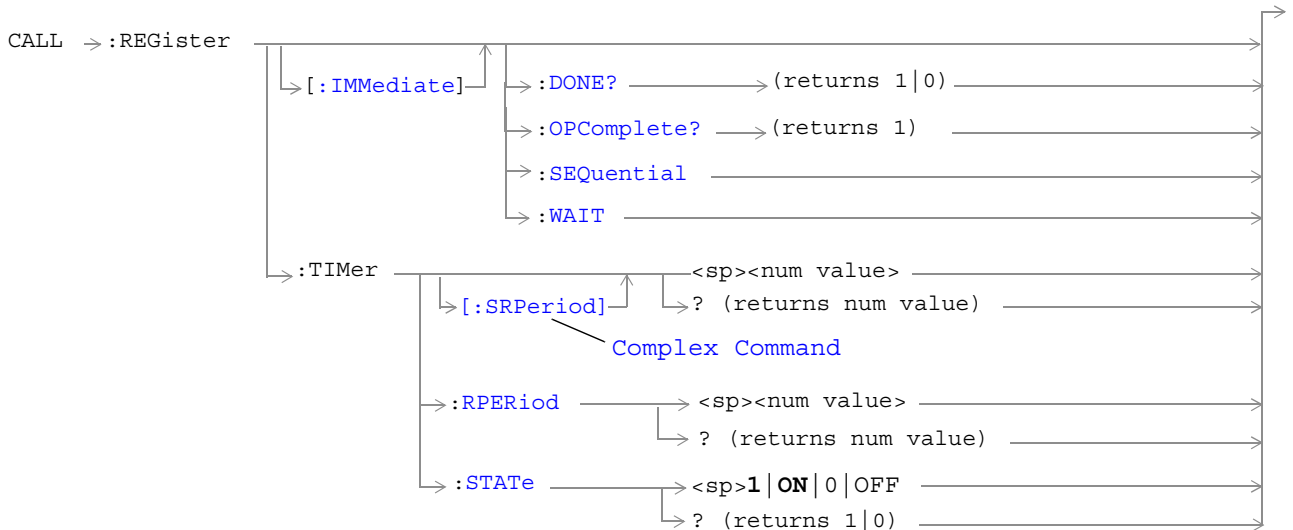 CALL :REGister
[:IMMediate]
:DONE? (returns 1|0)
:OPComplete? (returns 1)
:SEQuential
:WAIT
:TIMer <sp><num value>
[:SRPeriod] ? (returns num value)
Complex Command
:RPERiod <sp><num value>
? (returns num value)
:STATe <sp>1|ON|0|OFF
? (returns 1|0)